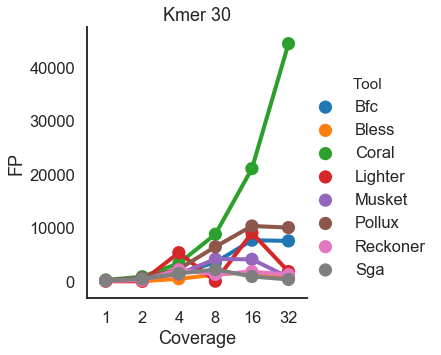 Kmer 30
FP
40000
30000
20000
10000
0
1 2 4 8 16 32
Coverage
Tool
Bfc
Bless
Coral
Lighter
Musket
Pollux
Reckoner
Sga